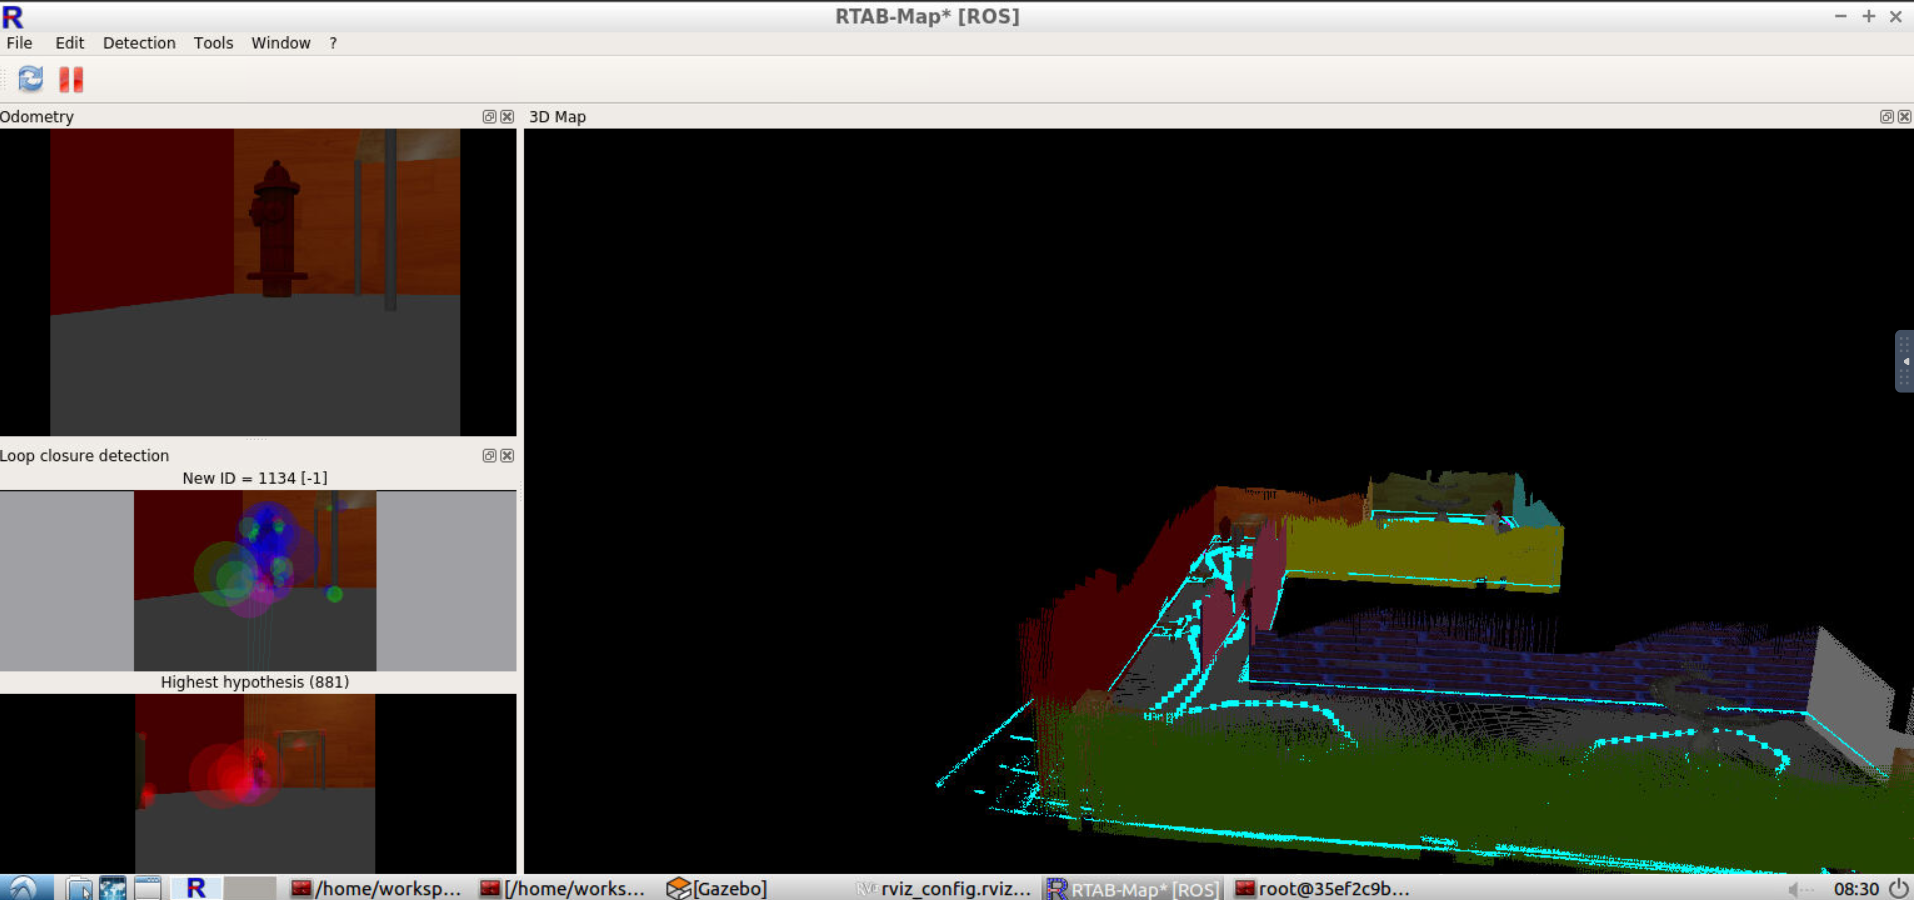 RTAB-Map* [ROS]
File Edit Detection Tools Window ?
Odometry
3D Map
Loop closure detection
New ID = 1134 [-1]
Highest hypothesis (881)
R /home/worksp... [/home/works... [Gazebo] rviz_config.rviz... RTAB-Map* [ROS] root@35ef2c9b... 08:30